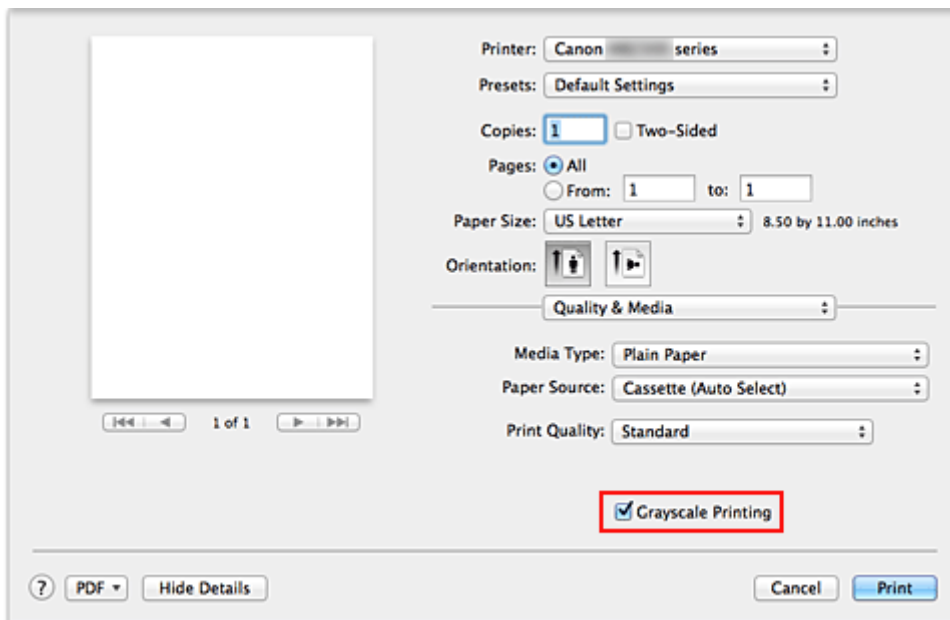 Printer: Canon series
Presets: Default Settings
Copies: 1 Two-Sided
Pages: All
From: 1 to: 1
Paper Size: US Letter 8.50 by 11.00 inches
Orientation:
Quality & Media
Media Type: Plain Paper
Paper Source: Cassette (Auto Select)
1 of 1
Print Quality: Standard
Grayscale Printing
? PDF Hide Details Cancel Print